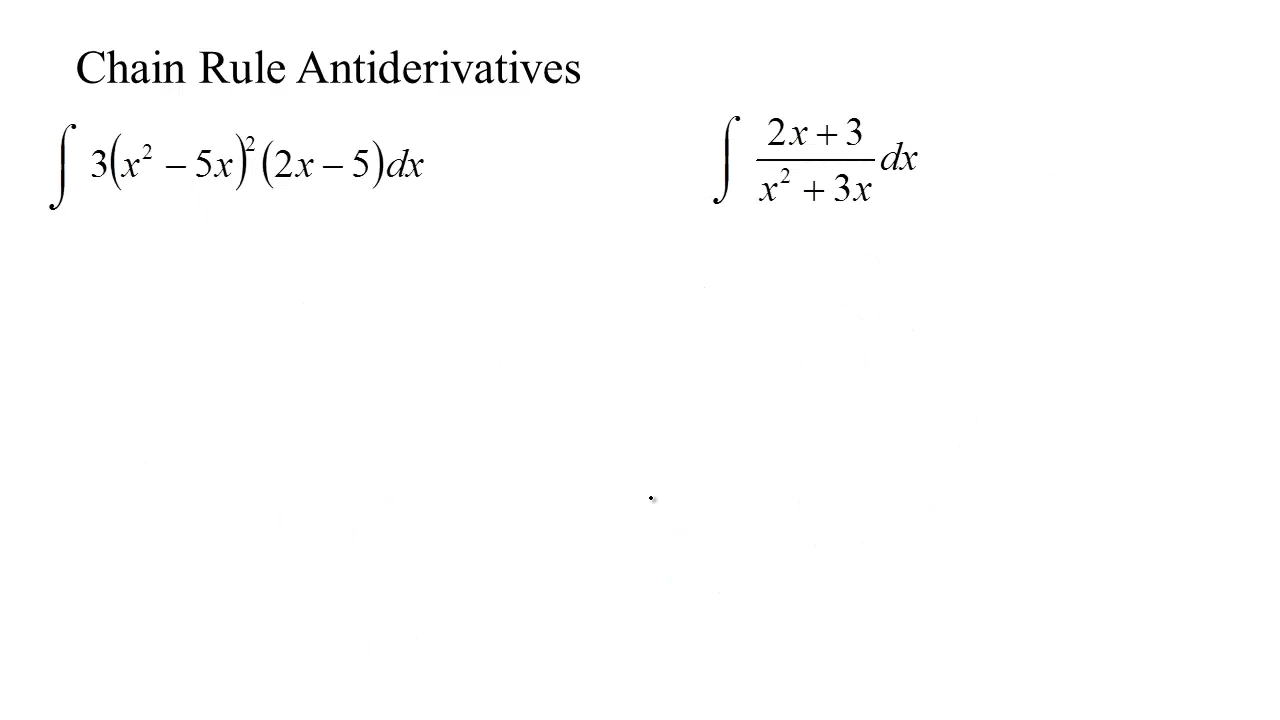 Chain Rule Antiderivatives
∫ 3(x² − 5x)² (2x − 5)dx
∫ (2x + 3)/(x² + 3x) dx